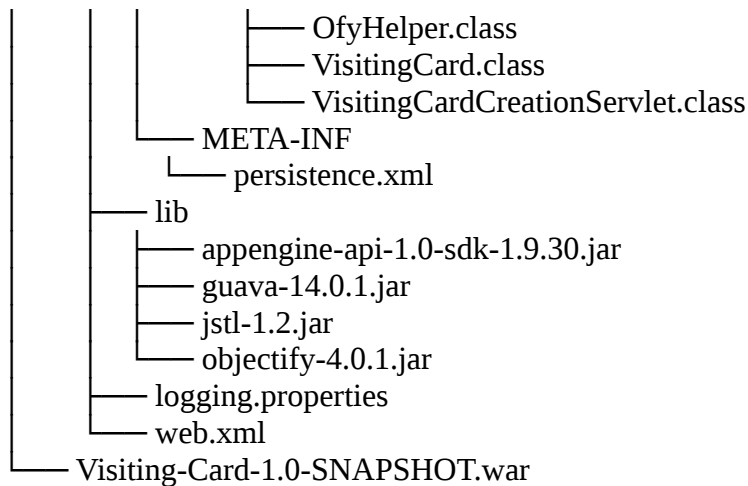 OfyHelper.class
VisitingCard.class
VisitingCardCreationServlet.class
META-INF
persistence.xml
lib
appengine-api-1.0-sdk-1.9.30.jar
guava-14.0.1.jar
jstl-1.2.jar
objectify-4.0.1.jar
logging.properties
web.xml
Visiting-Card-1.0-SNAPSHOT.war